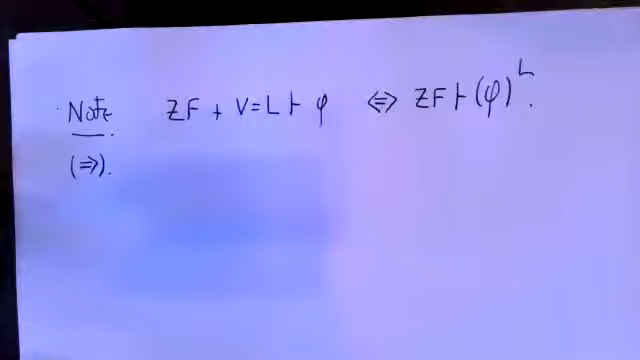 Note ZF + V=L ⊢ φ ⇔ ZF ⊢ (φ)^L.
(⇒).